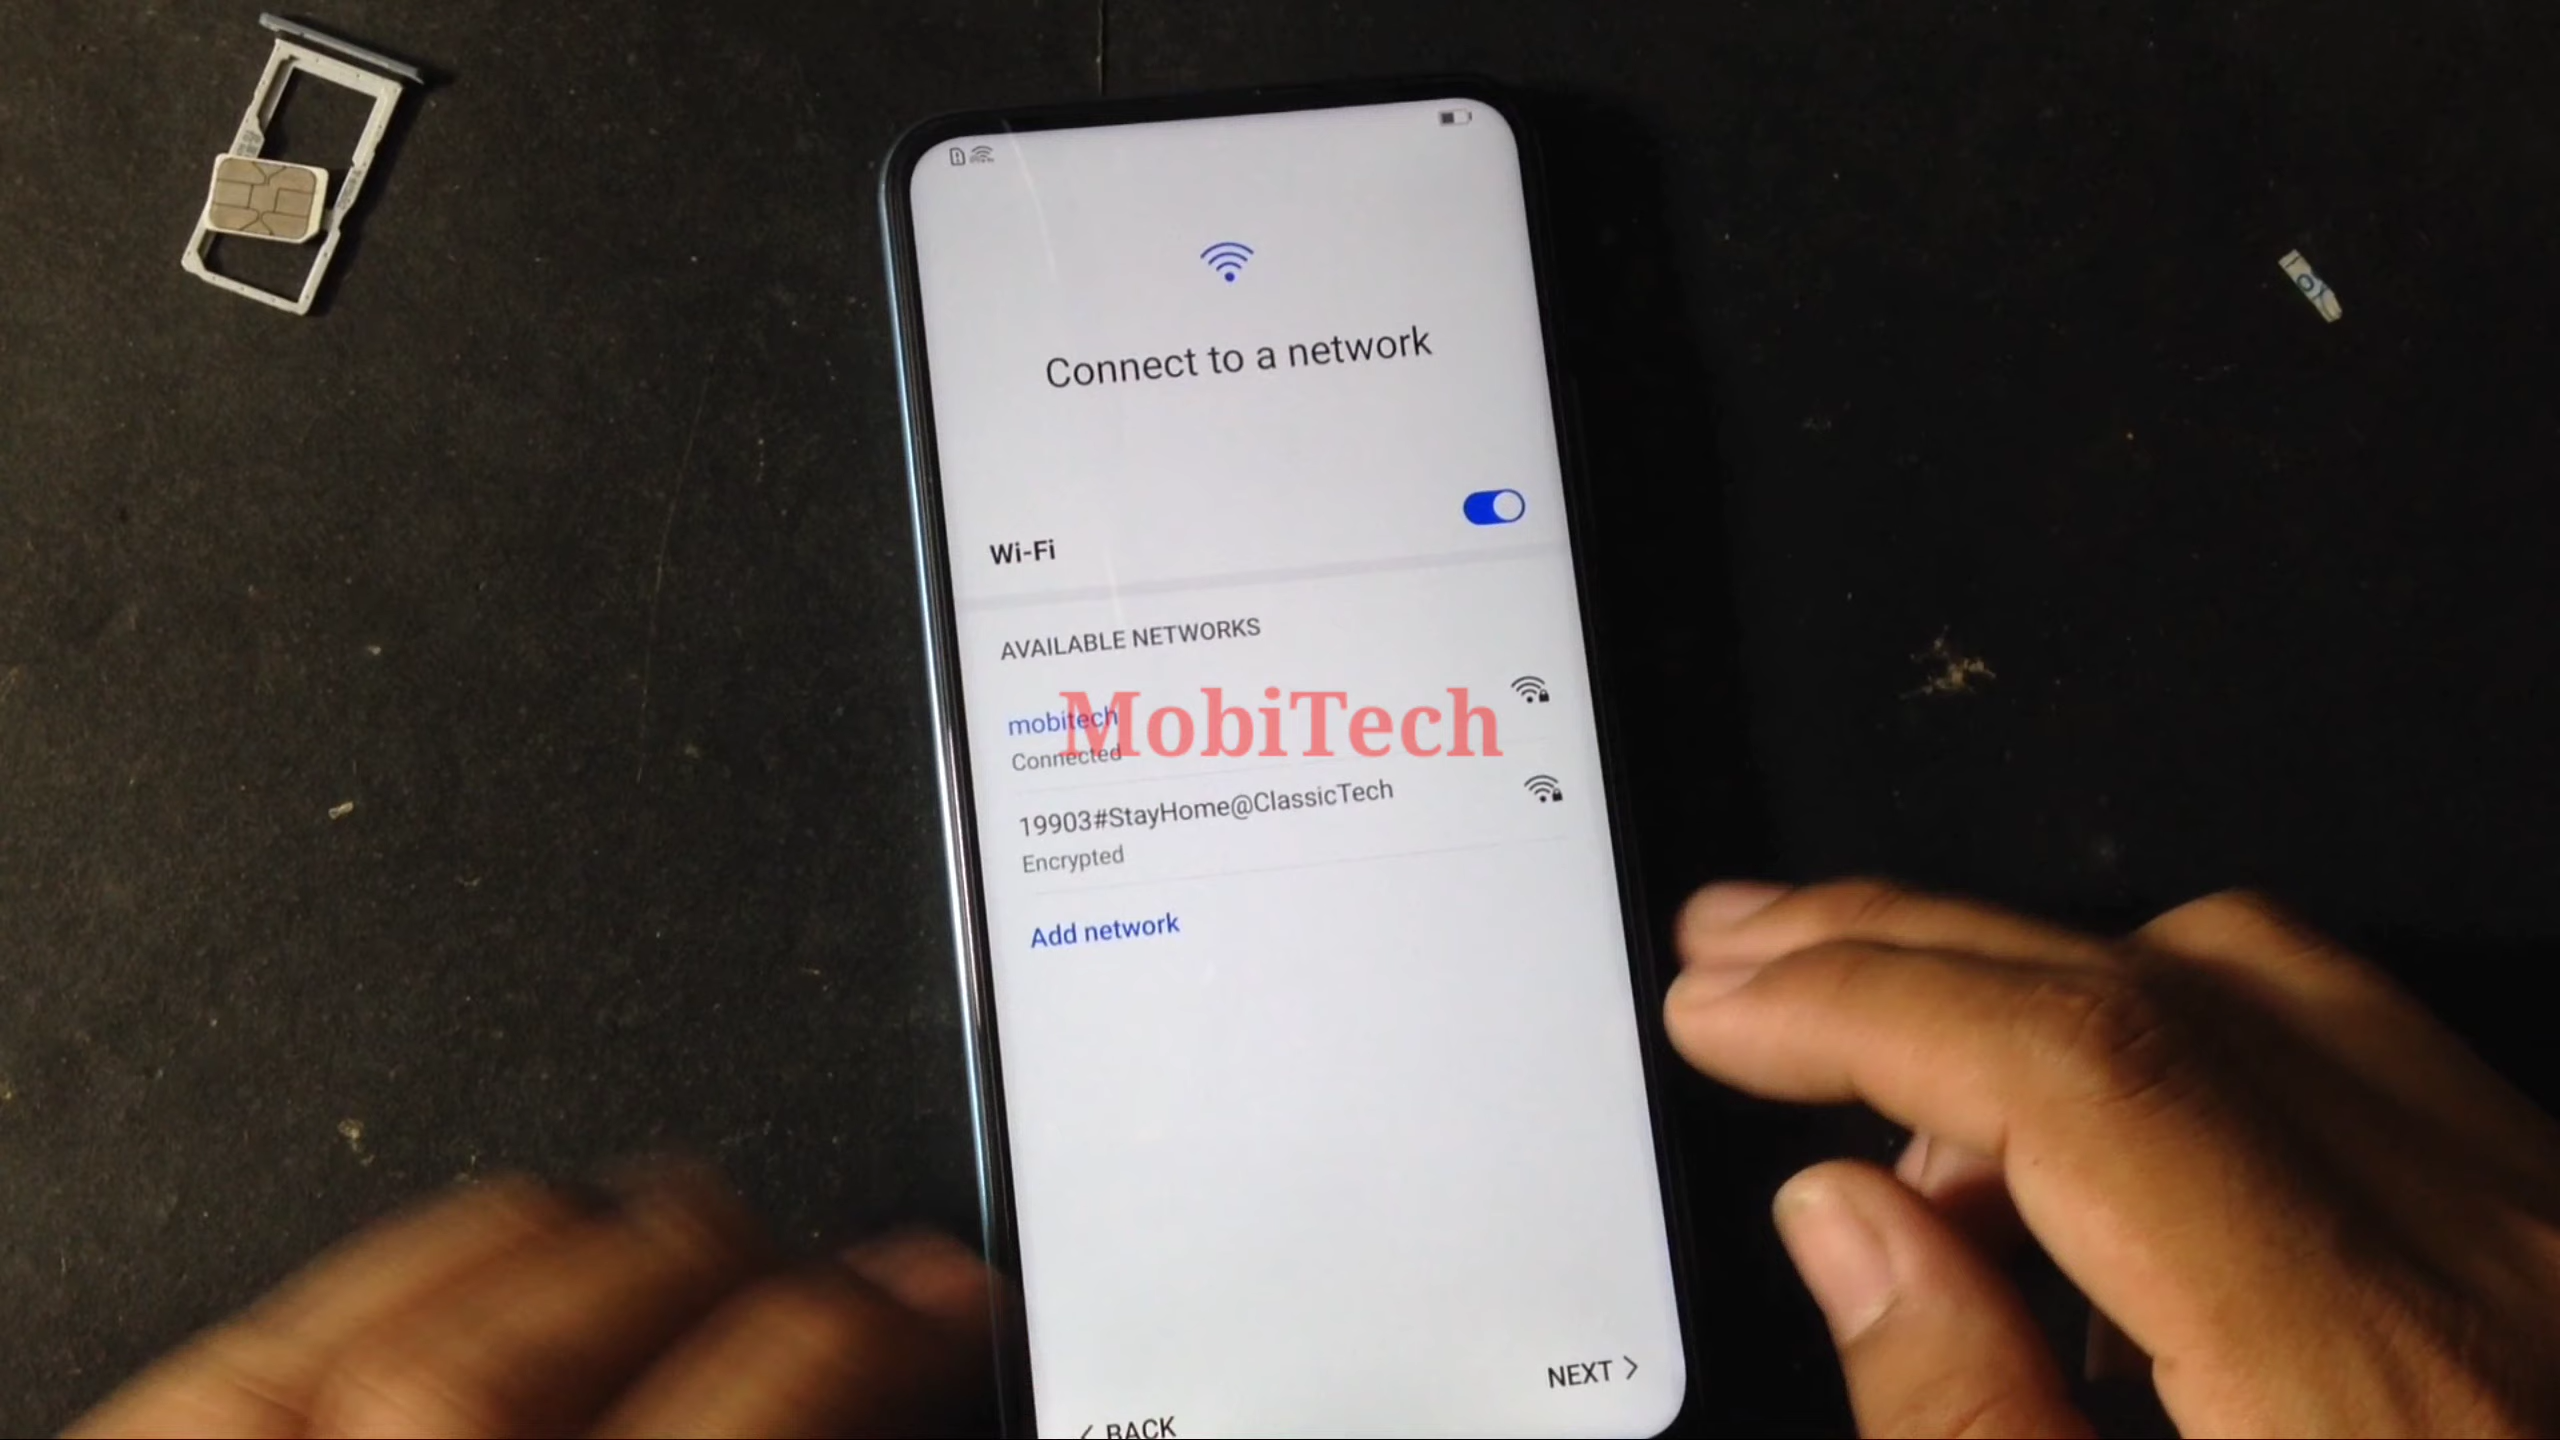 Connect to a network
Wi-Fi
AVAILABLE NETWORKS
mobitech
MobiTech
Connected
19903#StayHome@ClassicTech
Encrypted
Add network
NEXT
BACK